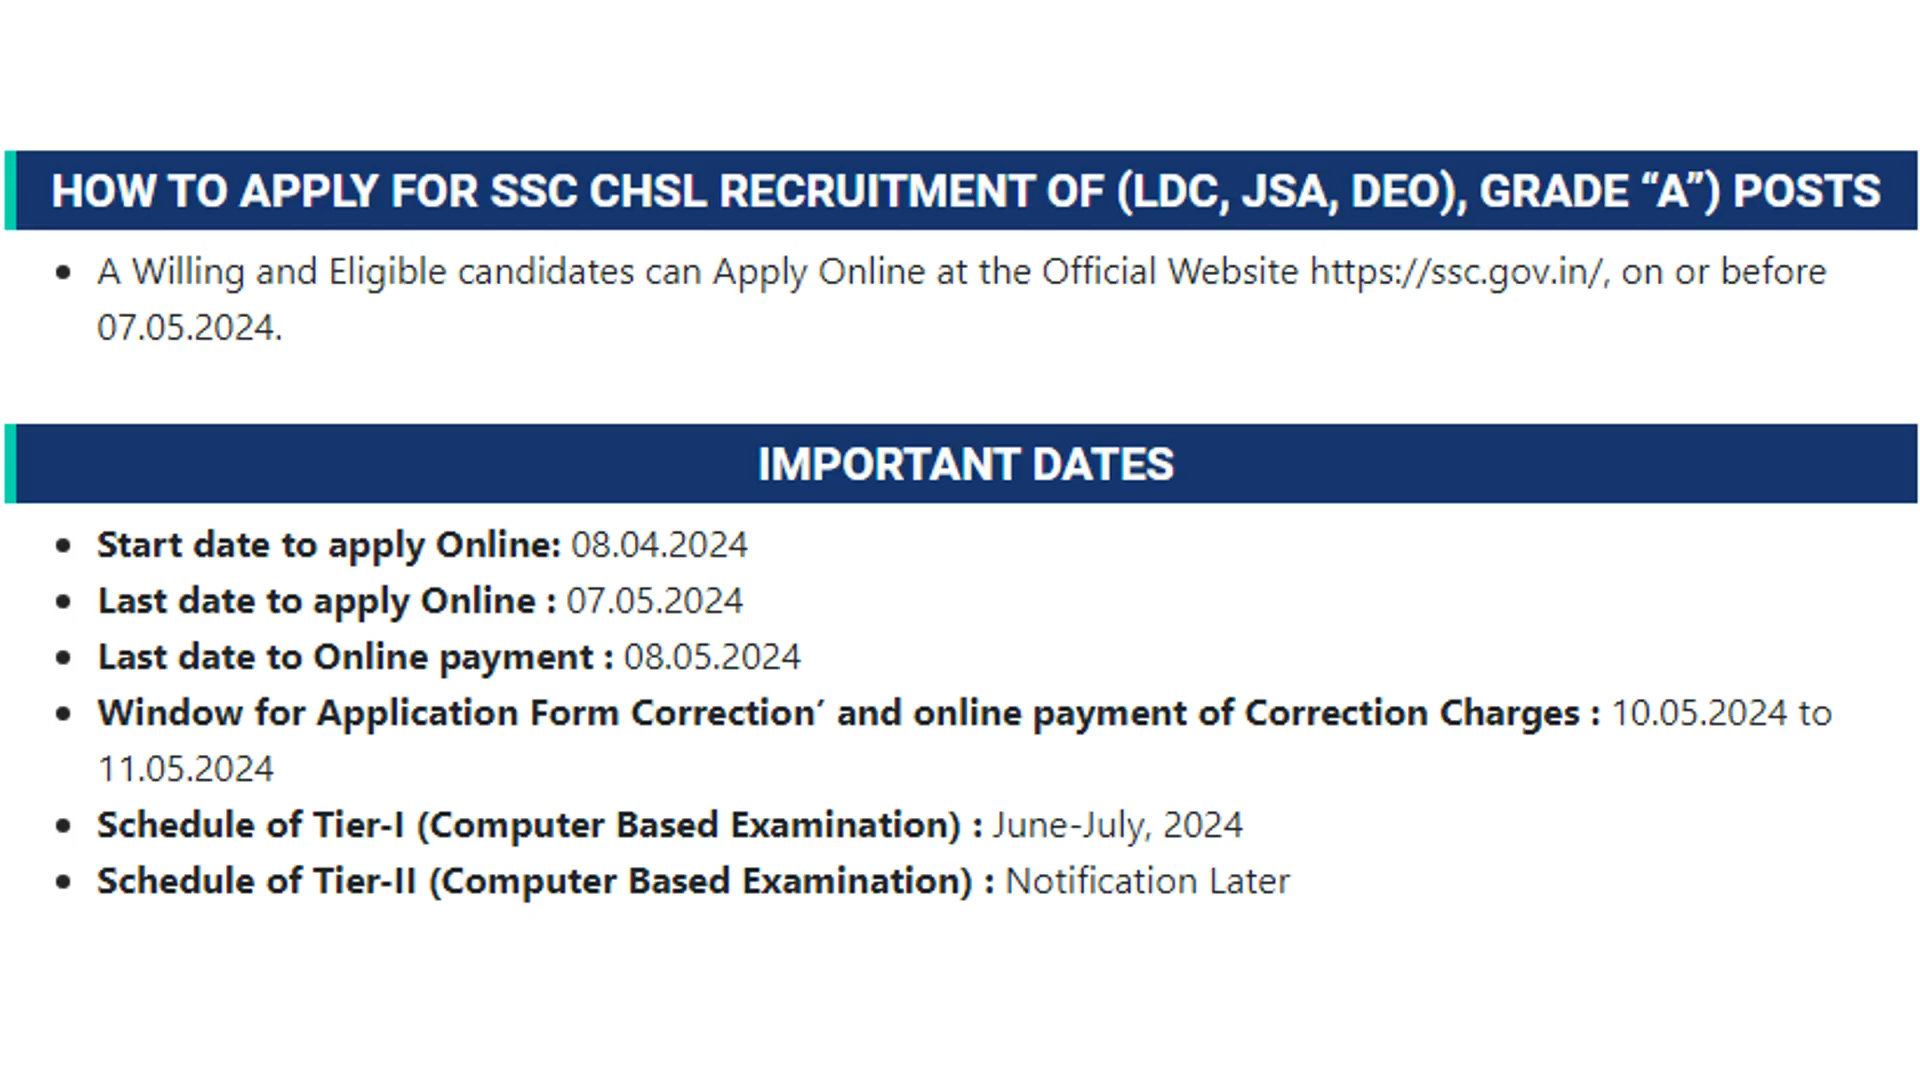 HOW TO APPLY FOR SSC CHSL RECRUITMENT OF (LDC, JSA, DEO), GRADE “A”) POSTS
A Willing and Eligible candidates can Apply Online at the Official Website https://ssc.gov.in/, on or before
07.05.2024.
IMPORTANT DATES
Start date to apply Online: 08.04.2024
Last date to apply Online : 07.05.2024
Last date to Online payment : 08.05.2024
Window for Application Form Correction’ and online payment of Correction Charges : 10.05.2024 to
11.05.2024
Schedule of Tier-I (Computer Based Examination) : June-July, 2024
Schedule of Tier-II (Computer Based Examination) : Notification Later